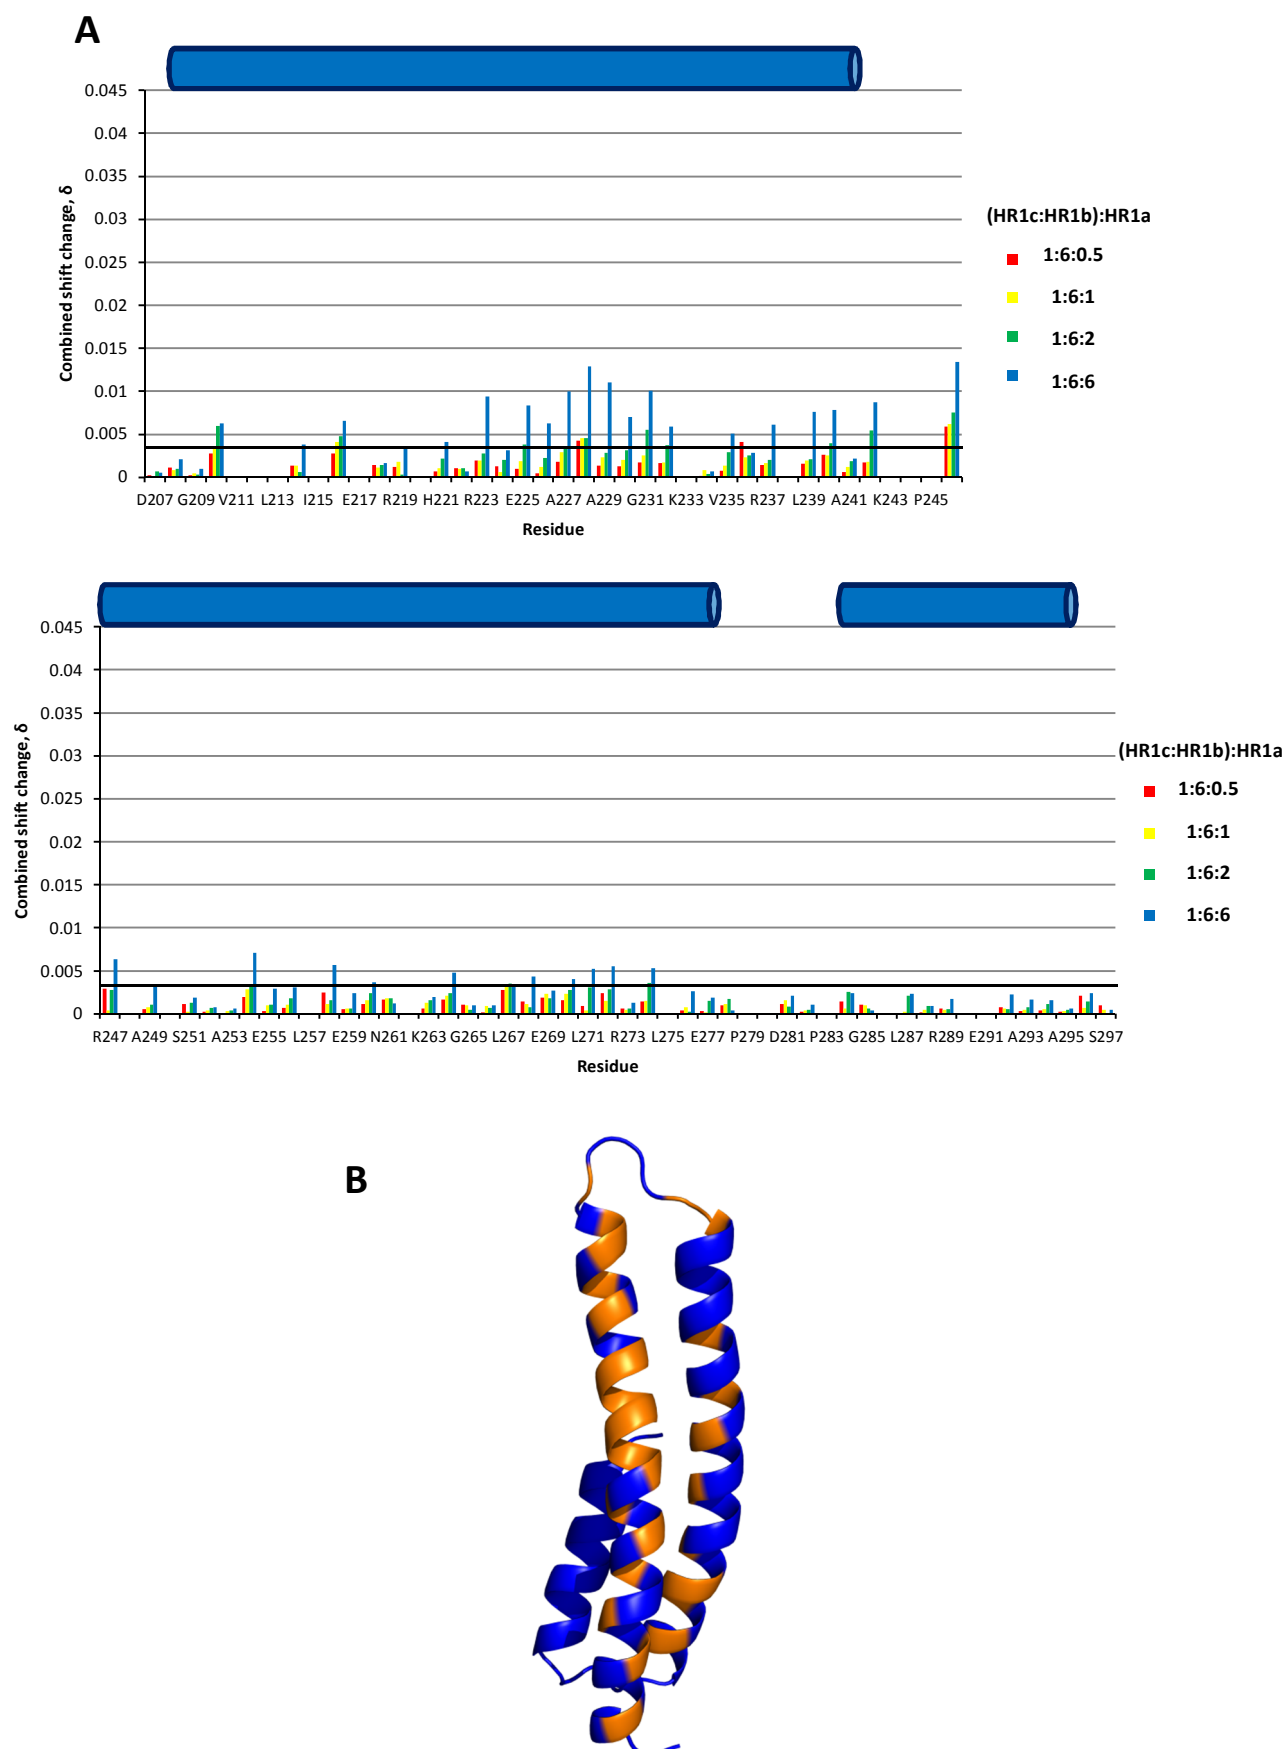 A
0.045
0.04
0.035
0.03
0.025
0.02
0.015
0.01
0.005
0
Combined shift change, δ
D207 G209 V211 L213 I215 E217 R219 H221 R223 E225 A227 A229 G231 K233 V235 R237 L239 A241 K243 P245
Residue
(HR1c:HR1b):HR1a
1:6:0.5
1:6:1
1:6:2
1:6:6
0.045
0.04
0.035
0.03
0.025
0.02
0.015
0.01
0.005
0
Combined shift change, δ
R247 A249 S251 A253 E255 L257 E259 N261 K263 G265 L267 E269 L271 R273 L275 E277 P279 D281 P283 G285 L287 R289 E291 A293 A295 S297
Residue
(HR1c:HR1b):HR1a
1:6:0.5
1:6:1
1:6:2
1:6:6
B